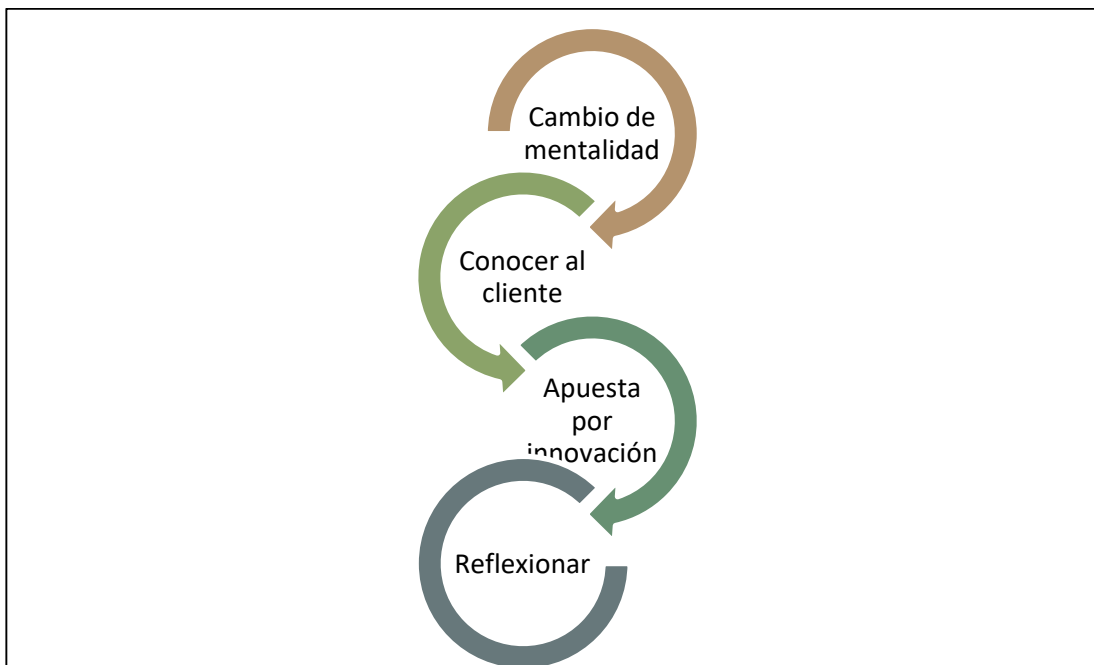 Cambio de
mentalidad
Conocer al
cliente
Apuesta
por
innovación
Reflexionar